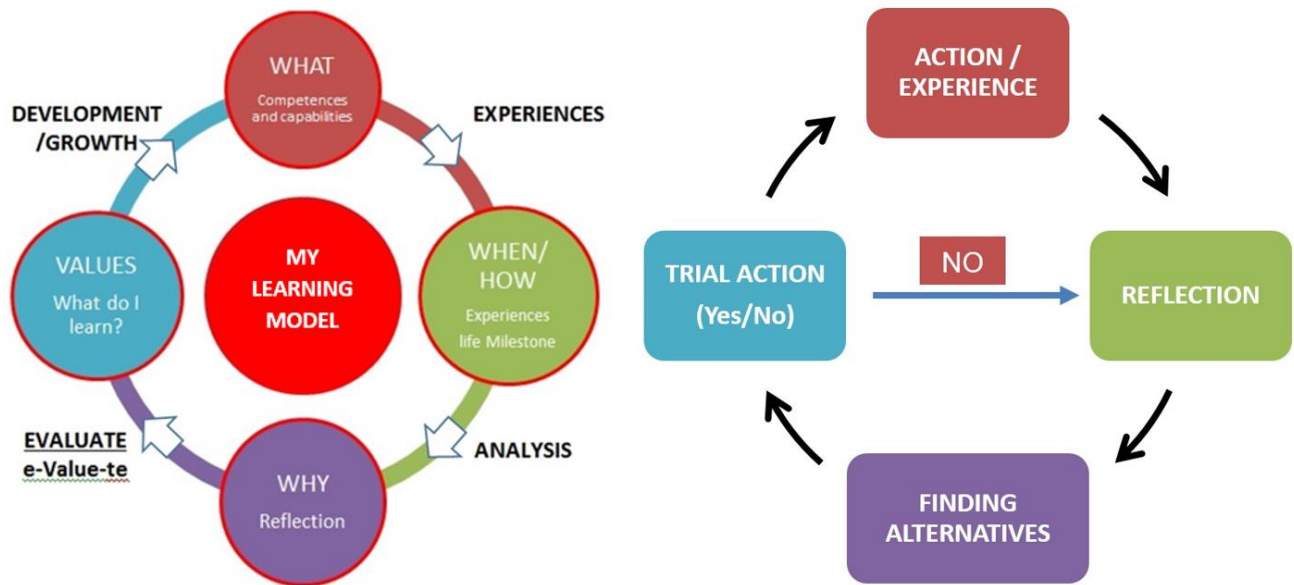 WHAT
Competences
and capabilities
DEVELOPMENT
/GROWTH
EXPERIENCES
VALUES
What do I
learn?
MY
LEARNING
MODEL
WHEN/
HOW
Experiences
life Milestone
EVALUATE
e-Value-te
ANALYSIS
WHY
Reflection
ACTION /
EXPERIENCE
TRIAL ACTION
(Yes/No)
NO
REFLECTION
FINDING
ALTERNATIVES